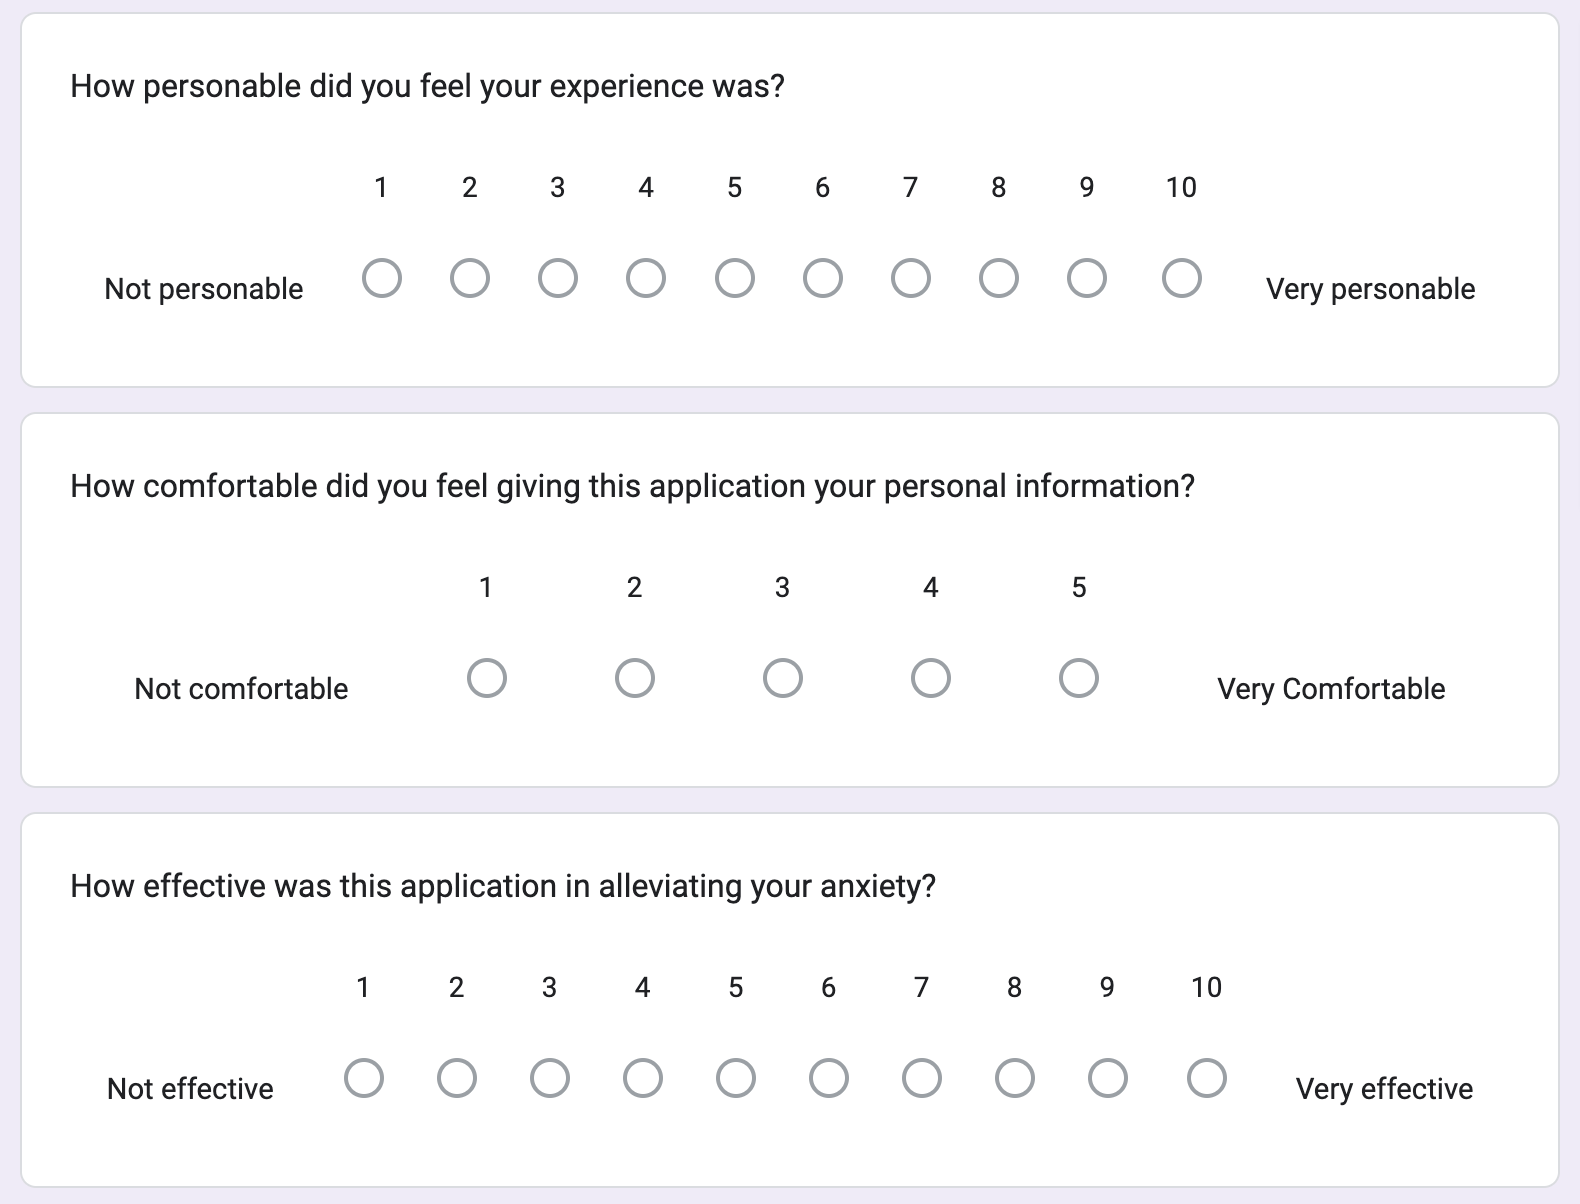 How personable did you feel your experience was?
1 2 3 4 5 6 7 8 9 10
Not personable Very personable
How comfortable did you feel giving this application your personal information?
1 2 3 4 5
Not comfortable Very Comfortable
How effective was this application in alleviating your anxiety?
1 2 3 4 5 6 7 8 9 10
Not effective Very effective